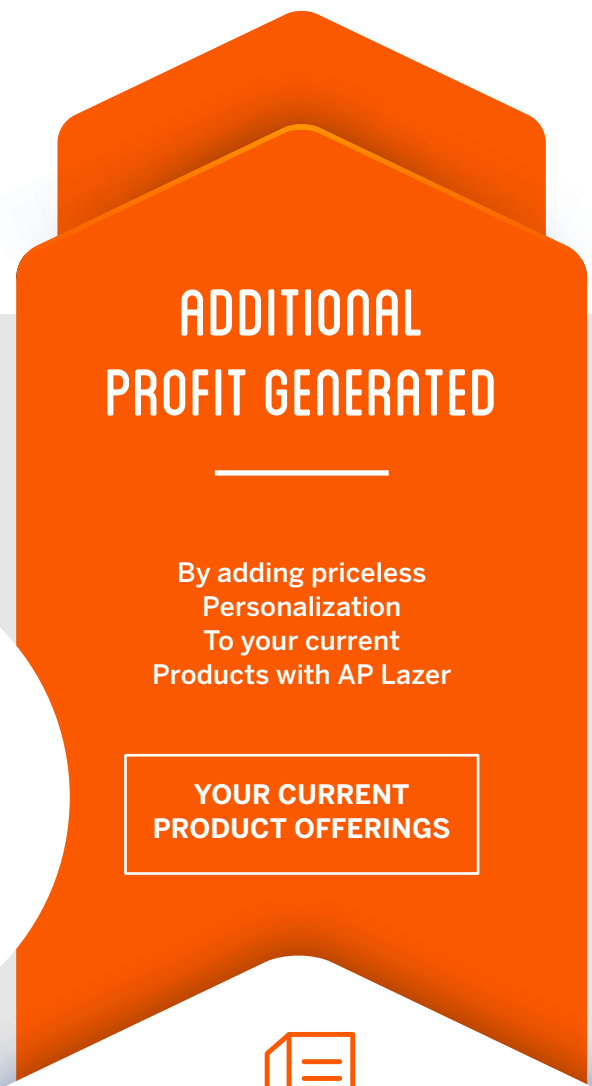 ADDITIONAL
PROFIT GENERATED
By adding priceless
Personalization
To your current
Products with AP Lazer
YOUR CURRENT
PRODUCT OFFERINGS